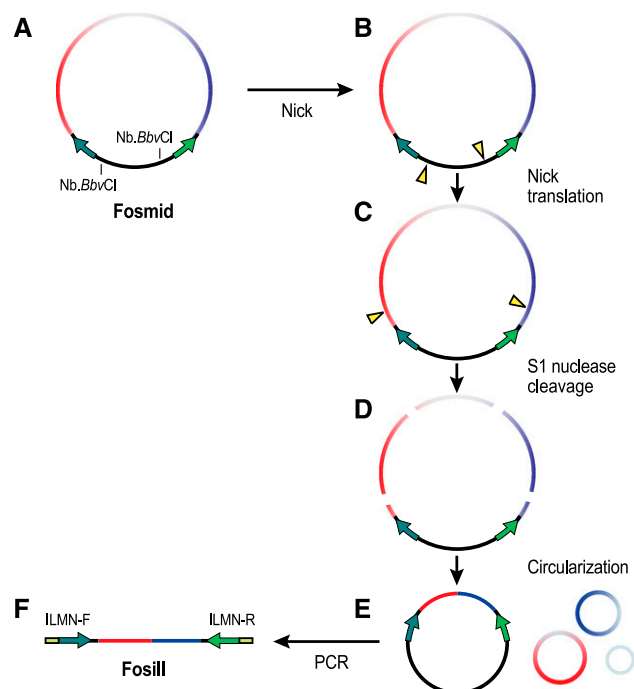 A
B
Nb.BbvCI
Nb.BbvCI
Fosmid
Nick
Nick
translation
C
S1 nuclease
cleavage
D
Circularization
F
ILMN-F
ILMN-R
Fosill
PCR
E